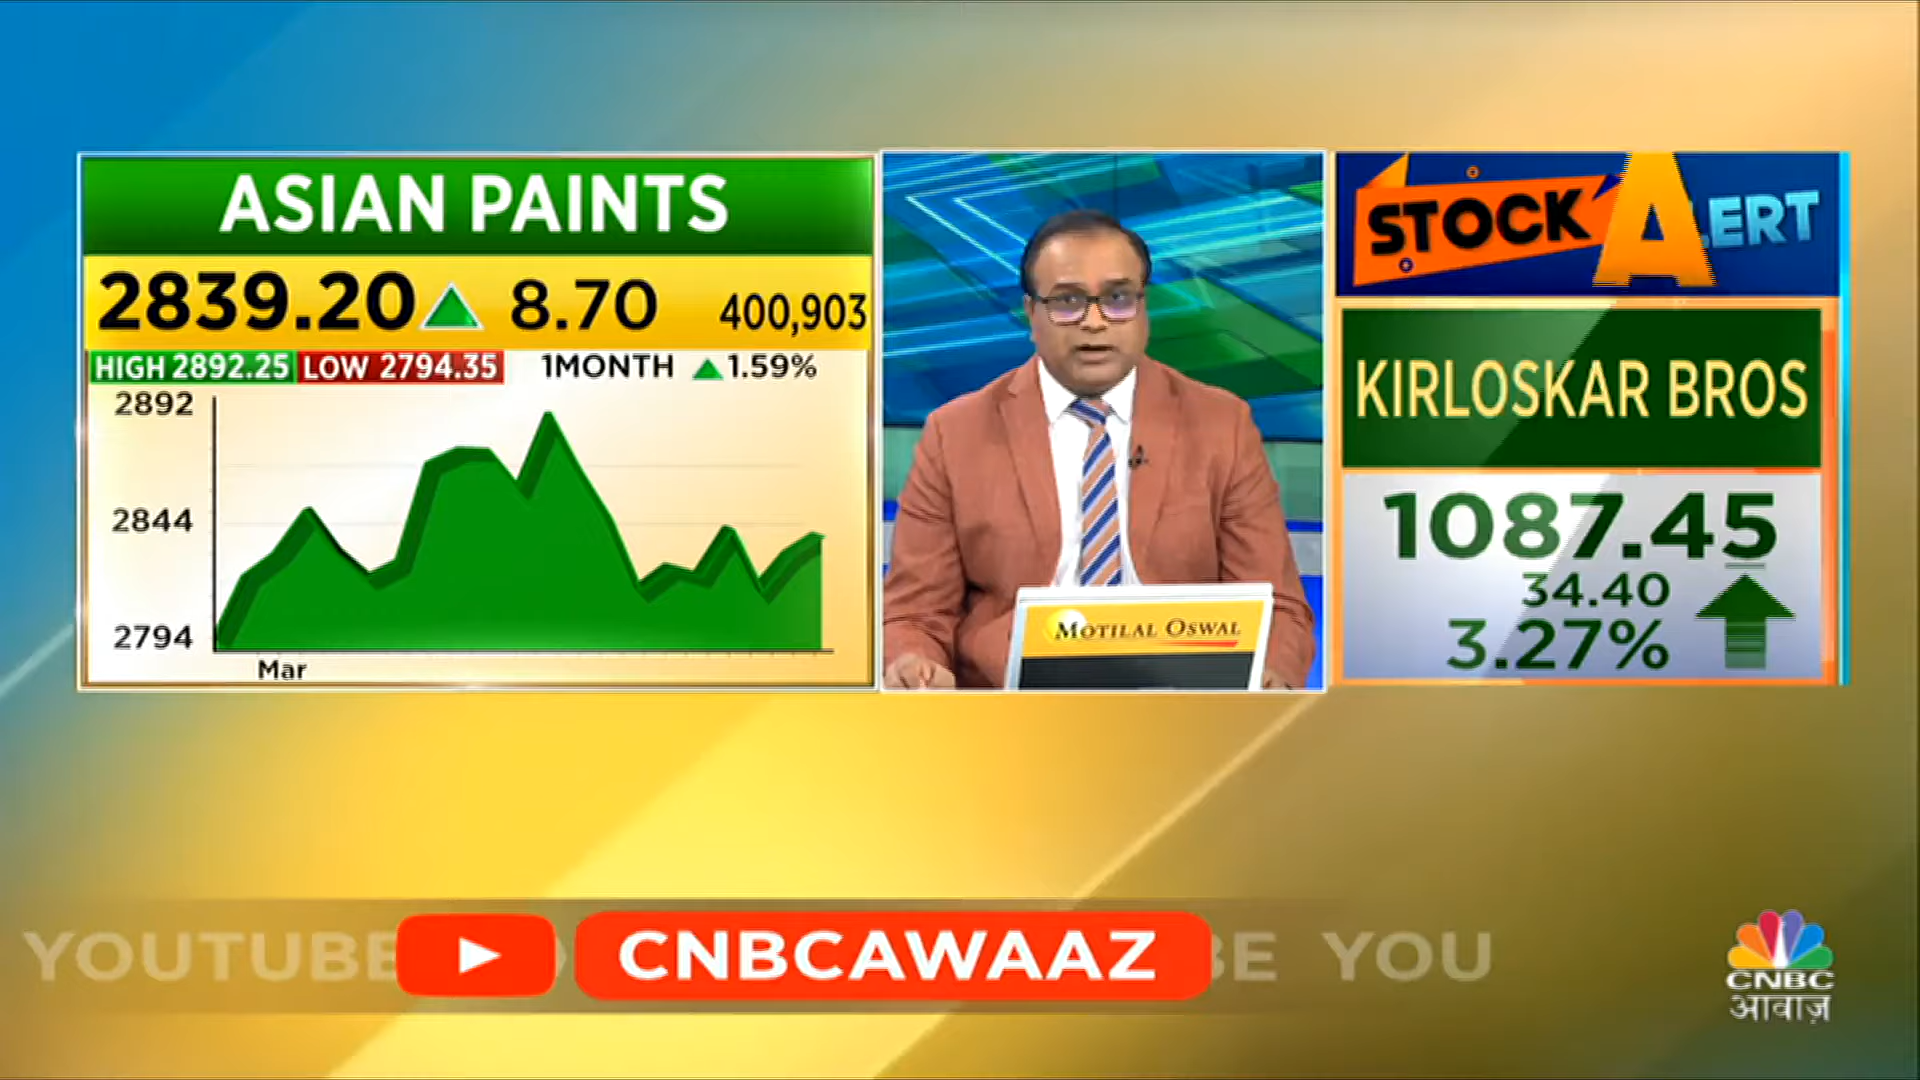 ASIAN PAINTS
2839.20 8.70 400,903
HIGH 2892.25 LOW 2794.35 1MONTH 1.59%
2892
2844
2794
Mar
MOTILAL OSWAL
STOCK ALERT
KIRLOSKAR BROS
1087.45
34.40
3.27%
YOUTUBE CNBCAWAAZ BE YOU
CNBC
आवाज़